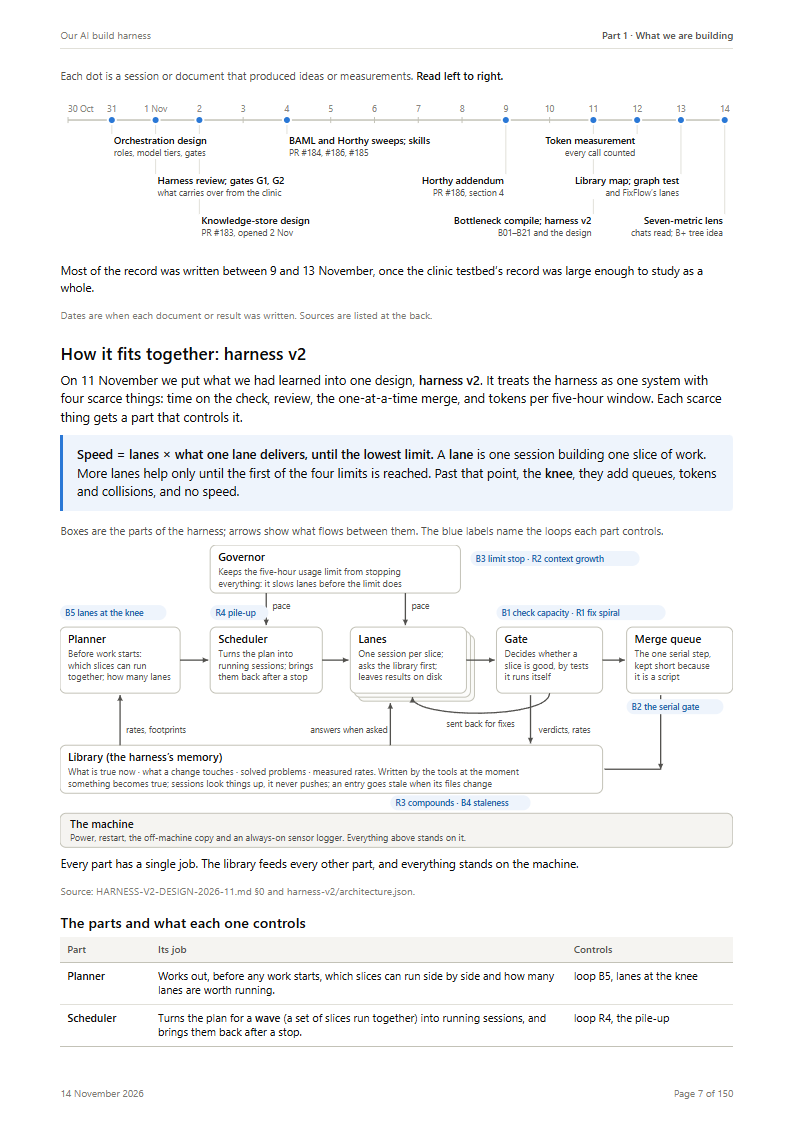 Our AI build harness
Part 1 · What we are building
Each dot is a session or document that produced ideas or measurements. Read left to right.
30 Oct 31 1 Nov 2 3 4 5 6 7 8 9 10 11 12 13 14
Orchestration design
roles, model tiers, gates
BAML and Horthy sweeps; skills
PR #184, #186, #185
Token measurement
every call counted
Harness review; gates G1, G2
what carries over from the clinic
Horthy addendum
PR #186, section 4
Library map; graph test
and FixFlow's lanes
Knowledge-store design
PR #183, opened 2 Nov
Bottleneck compile; harness v2
B01–B21 and the design
Seven-metric lens
chats read; B+ tree idea
Most of the record was written between 9 and 13 November, once the clinic testbed's record was large enough to study as a
whole.
Dates are when each document or result was written. Sources are listed at the back.
How it fits together: harness v2
On 11 November we put what we had learned into one design, harness v2. It treats the harness as one system with
four scarce things: time on the check, review, the one-at-a-time merge, and tokens per five-hour window. Each scarce
thing gets a part that controls it.
Speed = lanes × what one lane delivers, until the lowest limit. A lane is one session building one slice of work.
More lanes help only until the first of the four limits is reached. Past that point, the knee, they add queues, tokens
and collisions, and no speed.
Boxes are the parts of the harness; arrows show what flows between them. The blue labels name the loops each part controls.
Governor
Keeps the five-hour usage limit from stopping
everything: it slows lanes before the limit does
B3 limit stop · R2 context growth
pace
pace
B5 lanes at the knee
R4 pile-up
B1 check capacity · R1 fix spiral
Planner
Before work starts:
which slices can run
together; how many lanes
Scheduler
Turns the plan into
running sessions; brings
them back after a stop
Lanes
One session per slice;
asks the library first;
leaves results on disk
Gate
Decides whether a
slice is good, by tests
it runs itself
Merge queue
The one serial step,
kept short because
it is a script
B2 the serial gate
rates, footprints
answers when asked
sent back for fixes
verdicts, rates
Library (the harness's memory)
What is true now · what a change touches · solved problems · measured rates. Written by the tools at the moment
something becomes true; sessions look things up, it never pushes; an entry goes stale when its files change
R3 compounds · B4 staleness
The machine
Power, restart, the off-machine copy and an always-on sensor logger. Everything above stands on it.
Every part has a single job. The library feeds every other part, and everything stands on the machine.
Source: HARNESS-V2-DESIGN-2026-11.md §0 and harness-v2/architecture.json.
The parts and what each one controls
Part Its job Controls
Planner Works out, before any work starts, which slices can run side by side and how many loop B5, lanes at the knee
lanes are worth running.
Scheduler Turns the plan for a wave (a set of slices run together) into running sessions, and loop R4, the pile-up
brings them back after a stop.
14 November 2026
Page 7 of 150